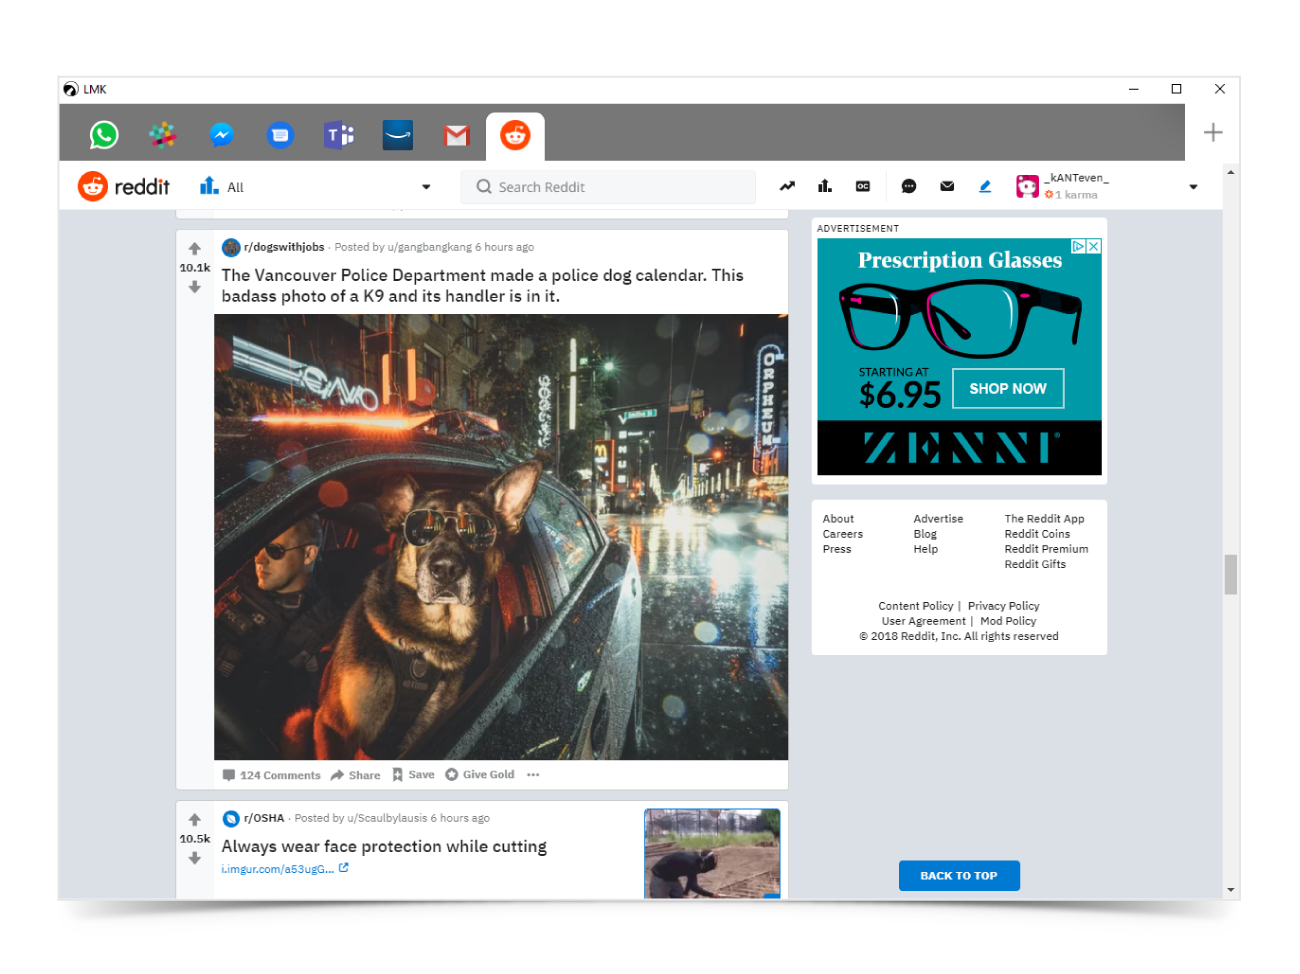 LMK
T
reddit
All
Search Reddit
OC
_kANTeven_
1 karma
r/dogswithjobs · Posted by u/gangbangkang 6 hours ago
10.1k
The Vancouver Police Department made a police dog calendar. This
badass photo of a K9 and its handler is in it.
ORPHEUM
124 Comments
Share
Save
Give Gold
r/OSHA · Posted by u/Scaulbylausis 6 hours ago
10.5k
Always wear face protection while cutting
i.imgur.com/a53ugG...
ADVERTISEMENT
Prescription Glasses
STARTING AT
$6.95
SHOP NOW
ZENNI
About
Careers
Press
Advertise
Blog
Help
The Reddit App
Reddit Coins
Reddit Premium
Reddit Gifts
Content Policy | Privacy Policy
User Agreement | Mod Policy
© 2018 Reddit, Inc. All rights reserved
BACK TO TOP